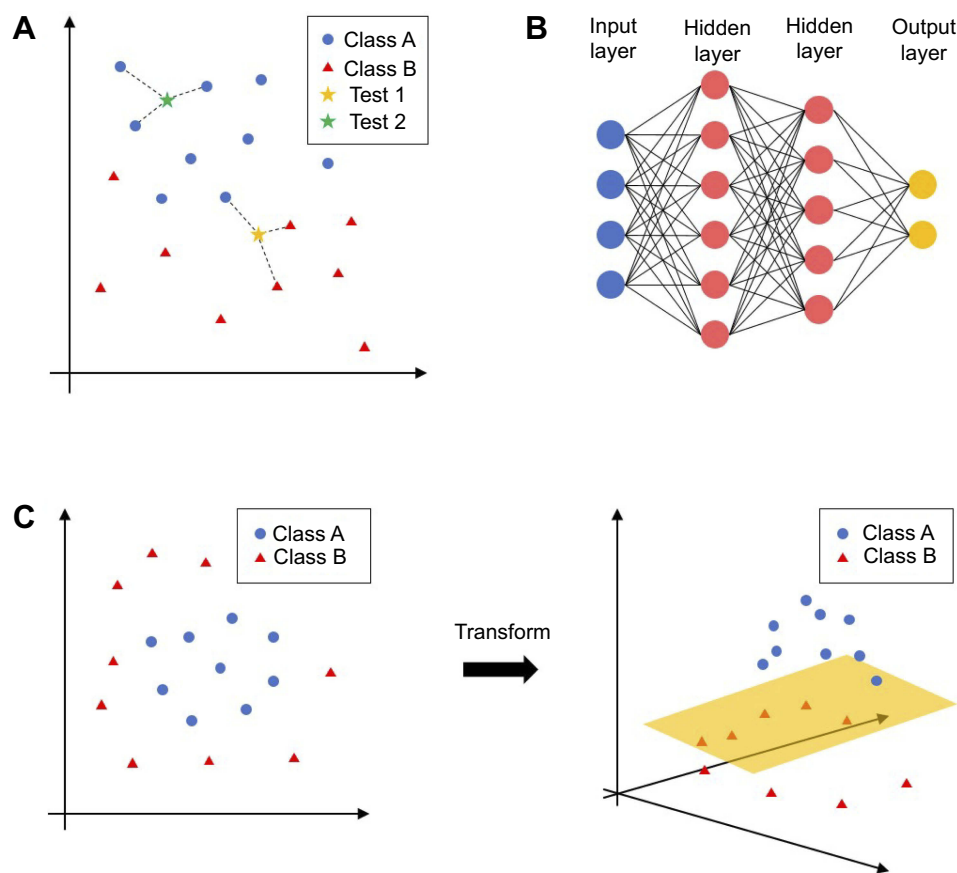 A
Class A
Class B
Test 1
Test 2
B
Input
layer
Hidden
layer
Hidden
layer
Output
layer
C
Class A
Class B
Transform
Class A
Class B